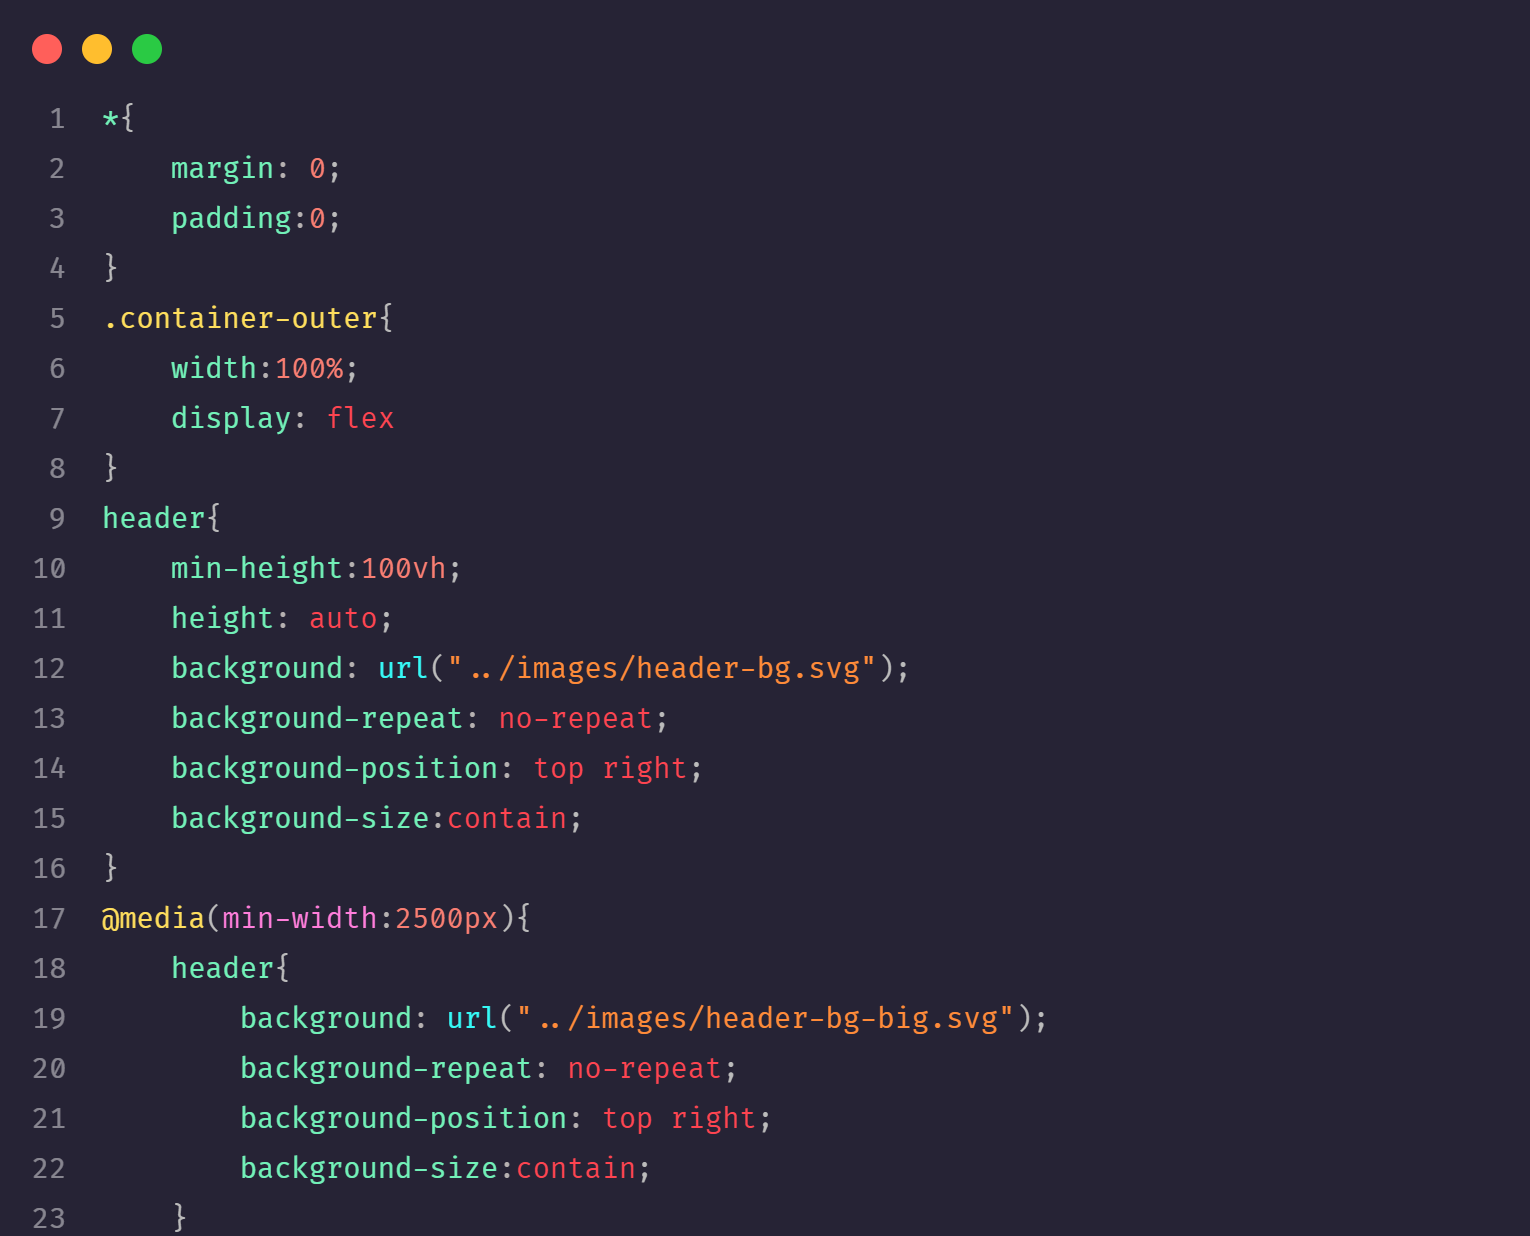 1 *{
2     margin: 0;
3     padding:0;
4 }
5 .container-outer{
6     width:100%;
7     display: flex
8 }
9 header{
10     min-height:100vh;
11     height: auto;
12     background: url("../images/header-bg.svg");
13     background-repeat: no-repeat;
14     background-position: top right;
15     background-size:contain;
16 }
17 @media(min-width:2500px){
18     header{
19         background: url("../images/header-bg-big.svg");
20         background-repeat: no-repeat;
21         background-position: top right;
22         background-size:contain;
23     }